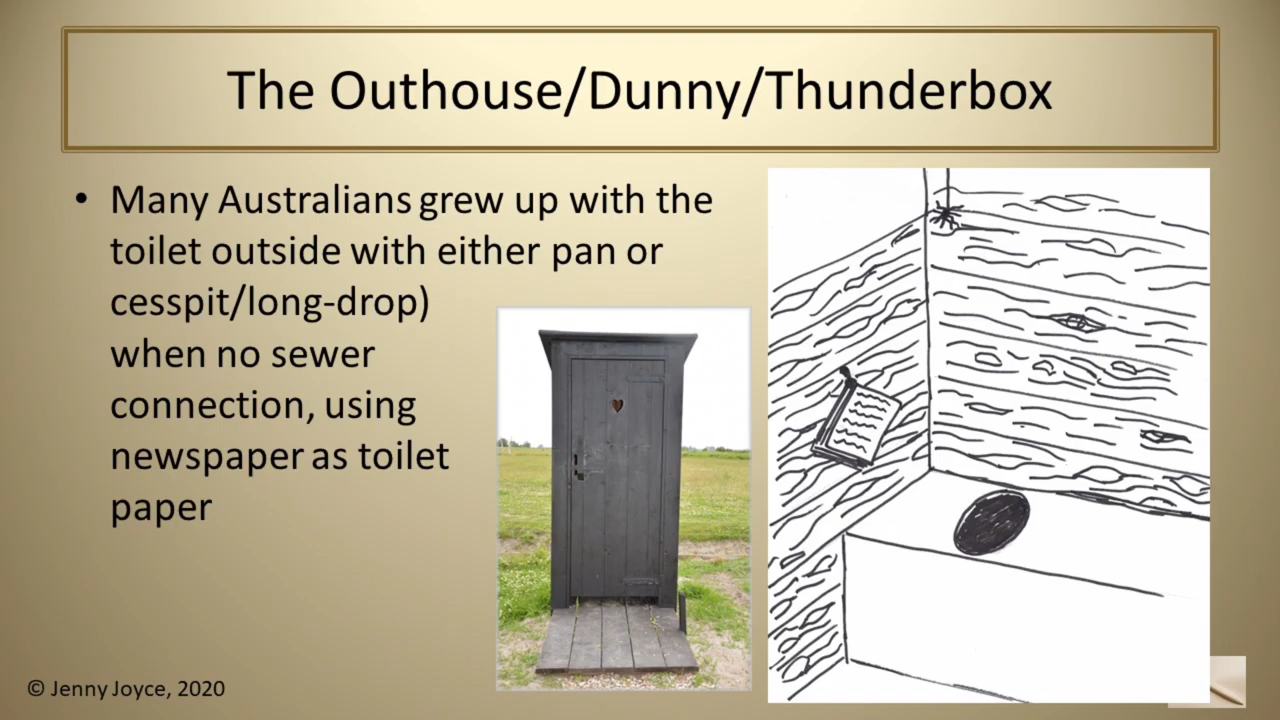 The Outhouse/Dunny/Thunderbox
• Many Australians grew up with the
toilet outside with either pan or
cesspit/long-drop)
when no sewer
connection, using
newspaper as toilet
paper
© Jenny Joyce, 2020